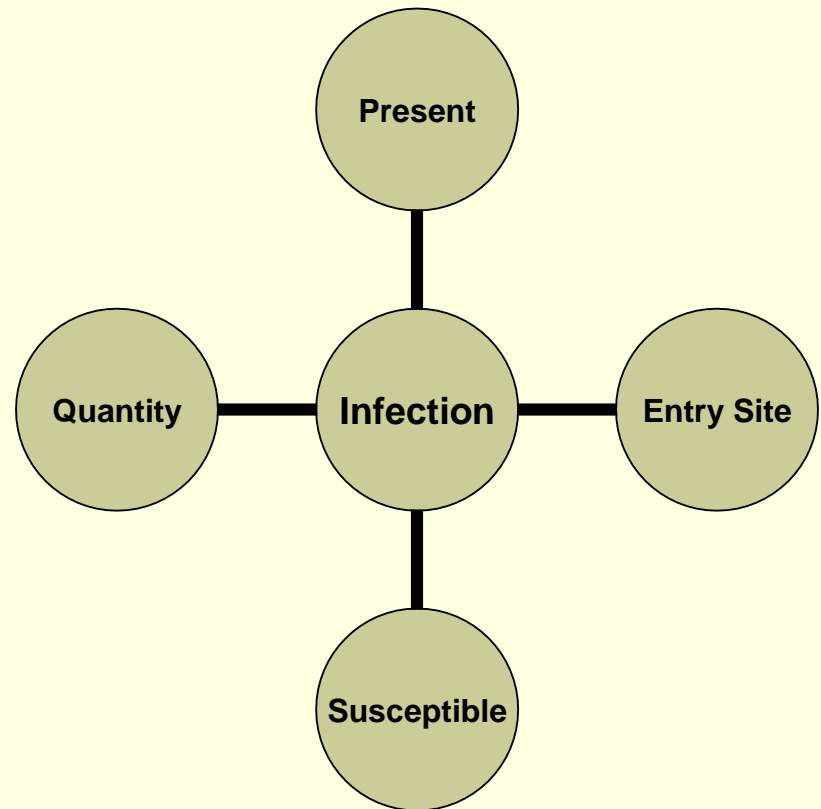 Present
Quantity
Infection
Entry Site
Susceptible